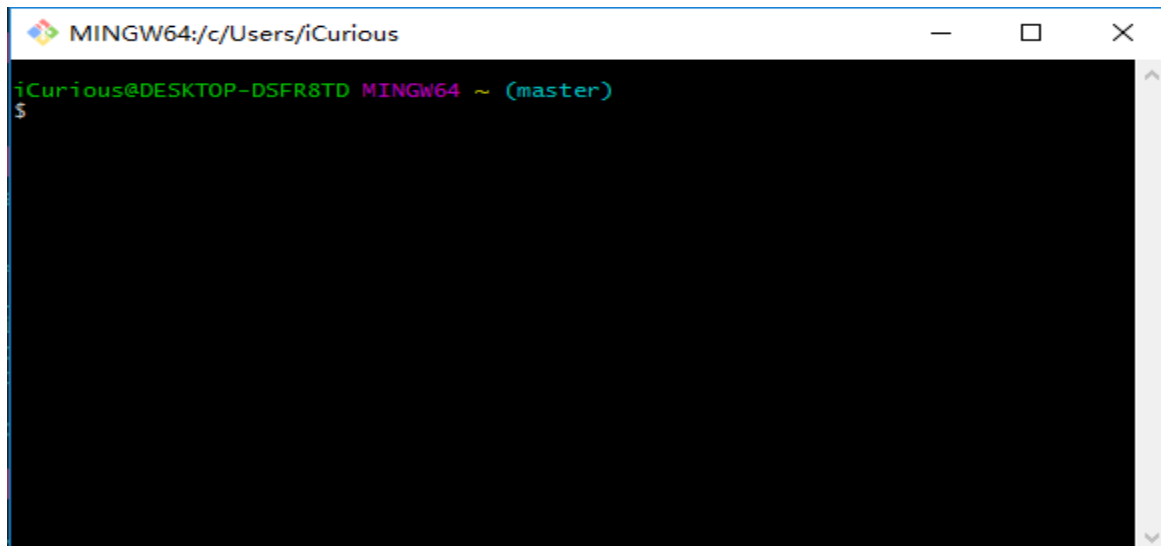 MINGW64:/c/Users/iCurious
iCurious@DESKTOP-DSFR8TD MINGW64 ~ (master)
$